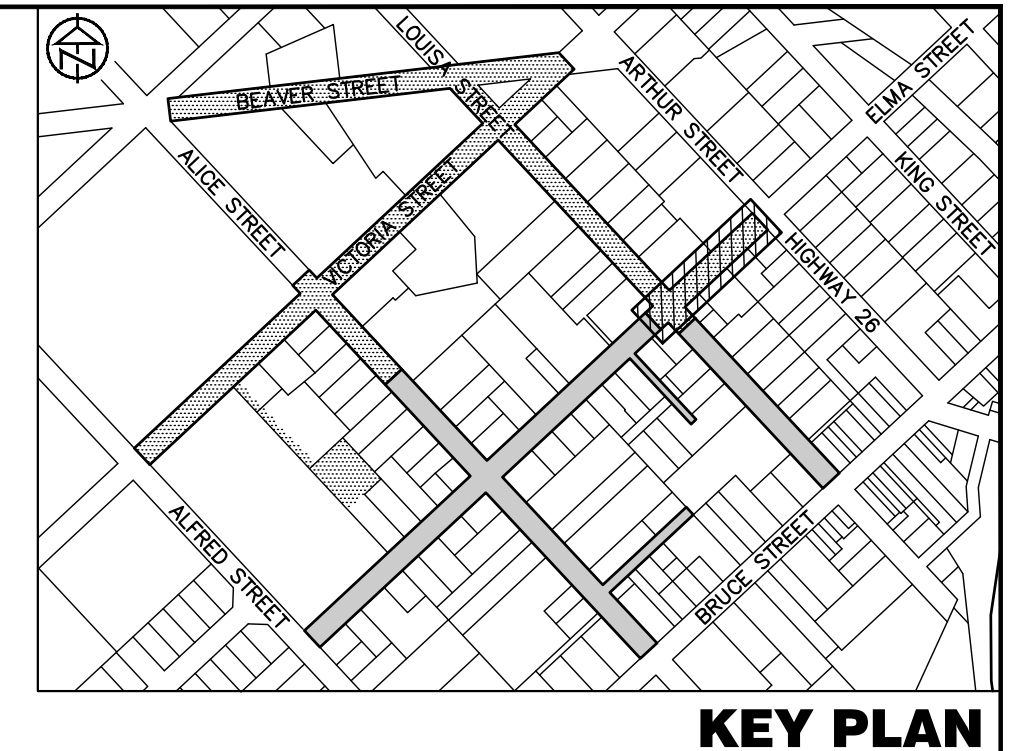 N
LOUISA STREET
BEAVER STREET
ARTHUR STREET
ELMA STREET
ALICE STREET
KING STREET
VICTORIA STREET
HIGHWAY 26
ALFRED STREET
BRUCE STREET
KEY PLAN